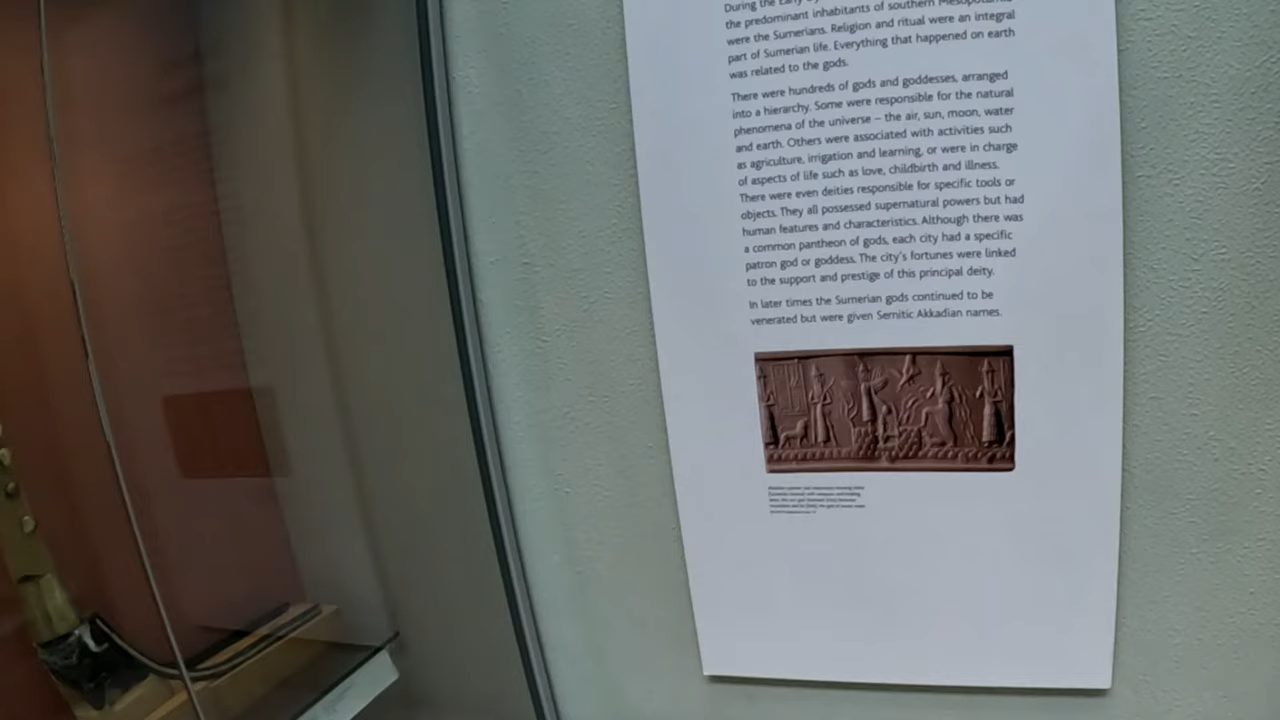 During the Early
the predominant inhabitants of southern Mesopotamia
were the Sumerians. Religion and ritual were an integral
part of Sumerian life. Everything that happened on earth
was related to the gods.
There were hundreds of gods and goddesses, arranged
into a hierarchy. Some were responsible for the natural
phenomena of the universe – the air, sun, moon, water
and earth. Others were associated with activities such
as agriculture, irrigation and learning, or were in charge
of aspects of life such as love, childbirth and illness.
There were even deities responsible for specific tools or
objects. They all possessed supernatural powers but had
human features and characteristics. Although there was
a common pantheon of gods, each city had a specific
patron god or goddess. The city's fortunes were linked
to the support and prestige of this principal deity.
In later times the Sumerian gods continued to be
venerated but were given Semitic Akkadian names.